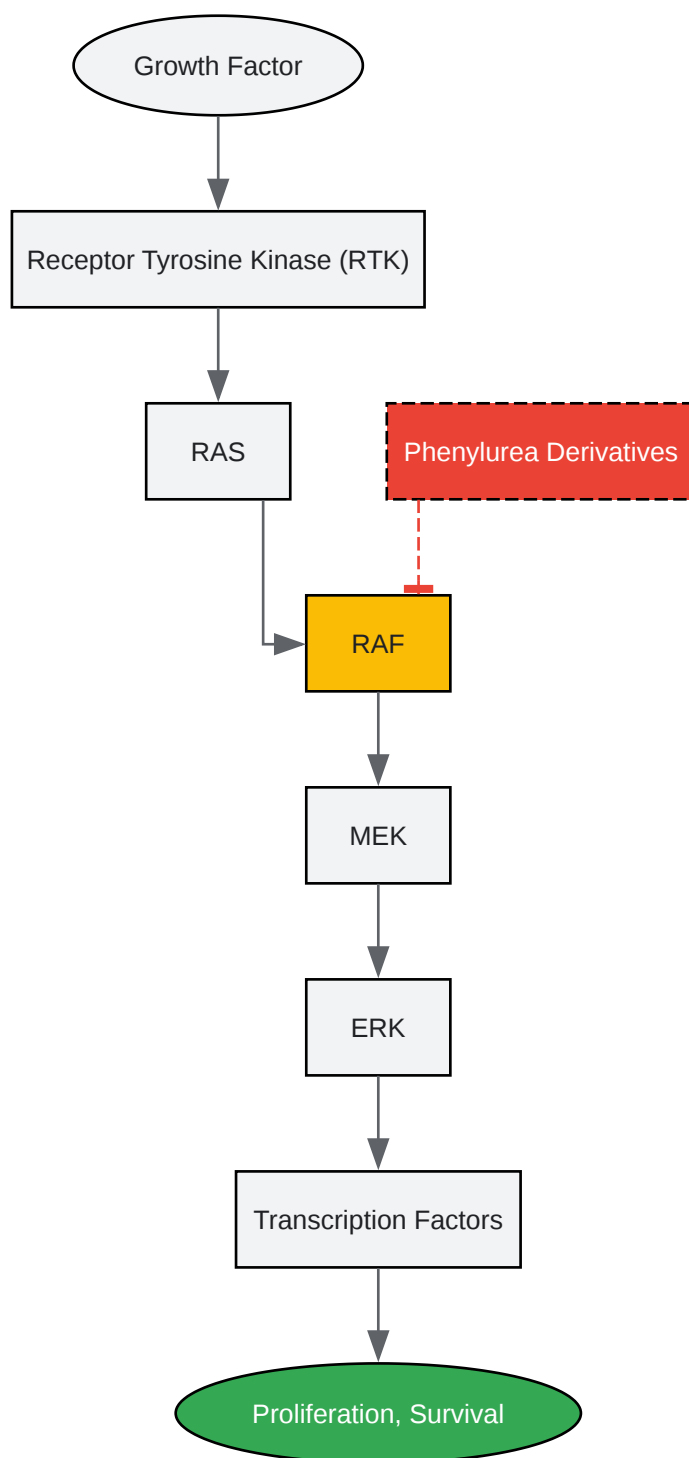 Growth Factor
Receptor Tyrosine Kinase (RTK)
RAS
Phenylurea Derivatives
RAF
MEK
ERK
Transcription Factors
Proliferation, Survival